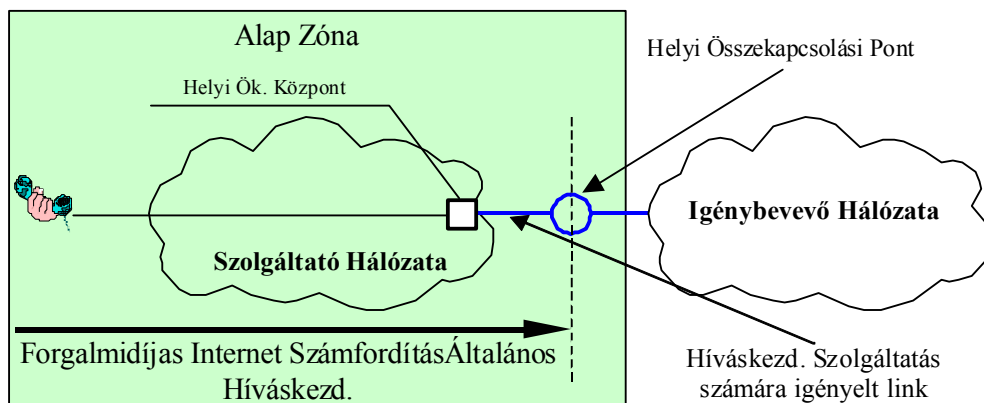 Alap Zóna
Helyi Összekapcsolási Pont
Helyi Ök. Központ
Igénybevevő Hálózata
Szolgáltató Hálózata
Forgalmidíjas Internet SzámfordításÁltalános
Híváskezd.
Híváskezd. Szolgáltatás
számára igényelt link